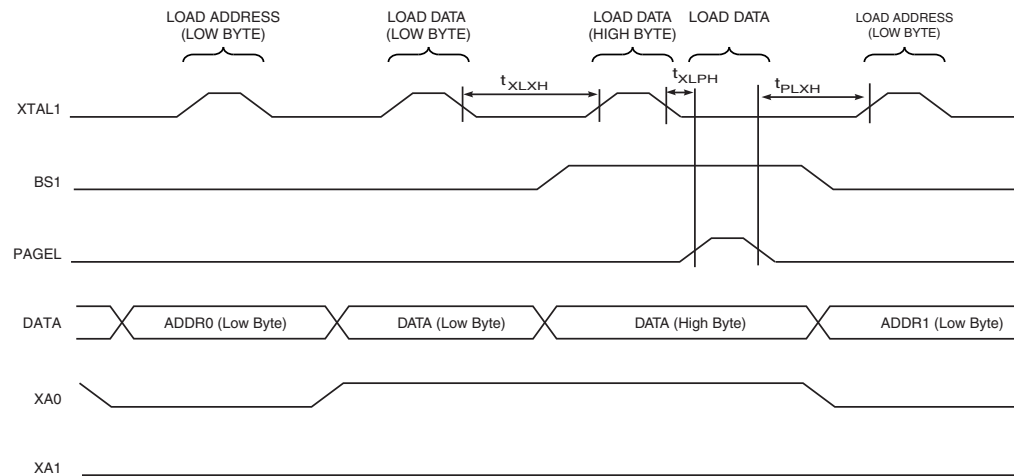 LOAD ADDRESS
(LOW BYTE)
LOAD DATA
(LOW BYTE)
LOAD DATA
(HIGH BYTE)
LOAD DATA
LOAD ADDRESS
(LOW BYTE)
tXLXH
tXLPH
tPLXH
XTAL1
BS1
PAGEL
DATA
ADDR0 (Low Byte)
DATA (Low Byte)
DATA (High Byte)
ADDR1 (Low Byte)
XA0
XA1